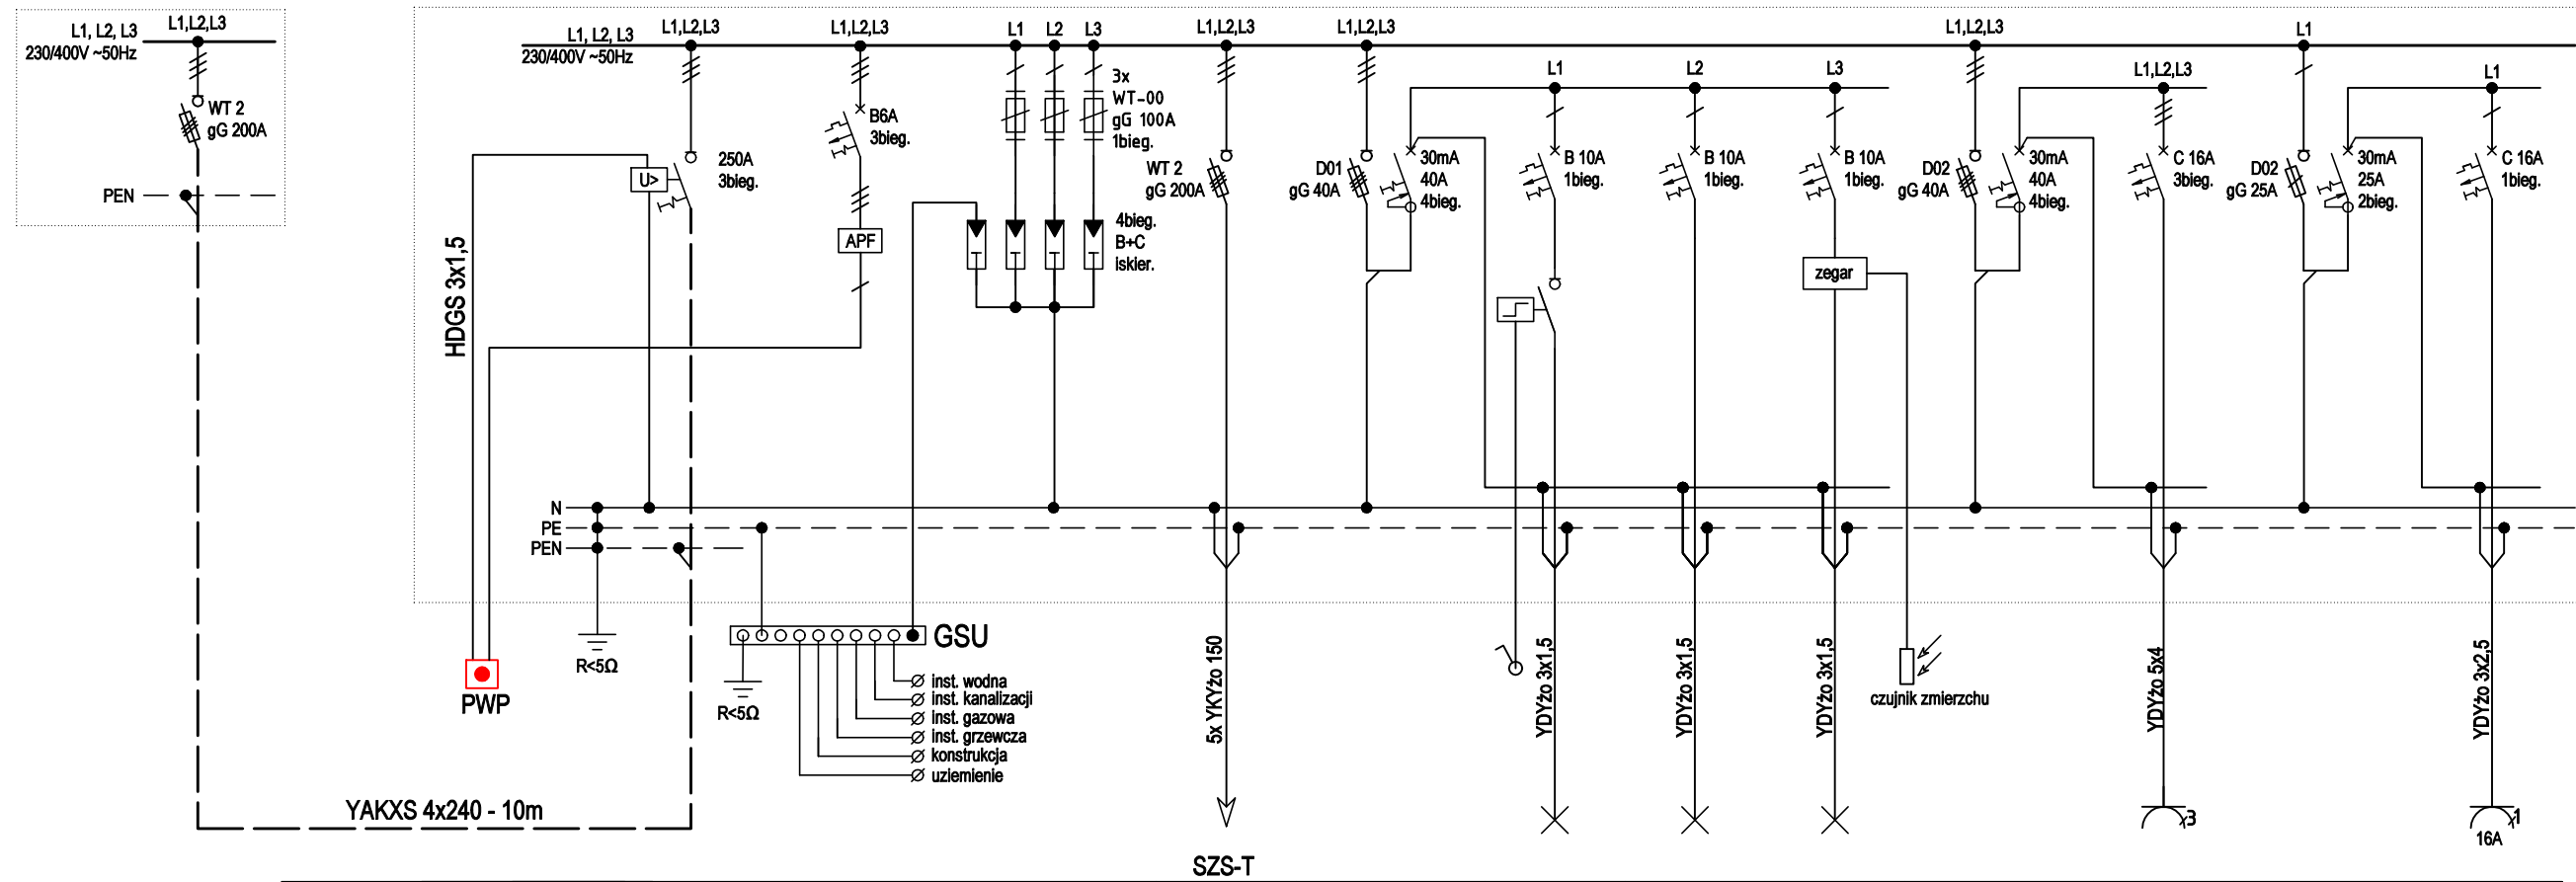 L1, L2, L3
230/400V ~50Hz
L1,L2,L3
WT 2
gG 200A
PEN
L1, L2, L3
230/400V ~50Hz
L1,L2,L3
U>
250A
3bieg.
HDGS 3x1,5
L1,L2,L3
B6A
3bieg.
APF
L1
L2
L3
3x
WT-00
gG 100A
1bieg.
4bieg.
B+C
iskier.
L1,L2,L3
WT 2
gG 200A
L1,L2,L3
D01
gG 40A
30mA
40A
4bieg.
L1
B 10A
1bieg.
L2
B 10A
1bieg.
L3
B 10A
1bieg.
zegar
L1,L2,L3
D02
gG 40A
30mA
40A
4bieg.
L1,L2,L3
C 16A
3bieg.
L1
D02
gG 25A
30mA
25A
2bieg.
L1
C 16A
1bieg.
N
PE
PEN
R<5Ω
PWP
GSU
R<5Ω
inst. wodna
inst. kanalizacji
inst. gazowa
inst. grzewcza
konstrukcja
uziemienie
YAKXS 4x240 - 10m
5x YKYżo 150
YDYżo 3x1,5
YDYżo 3x1,5
YDYżo 3x1,5
czujnik zmierzchu
YDYżo 5x4
3
YDYżo 3x2,5
1
16A
SZS-T